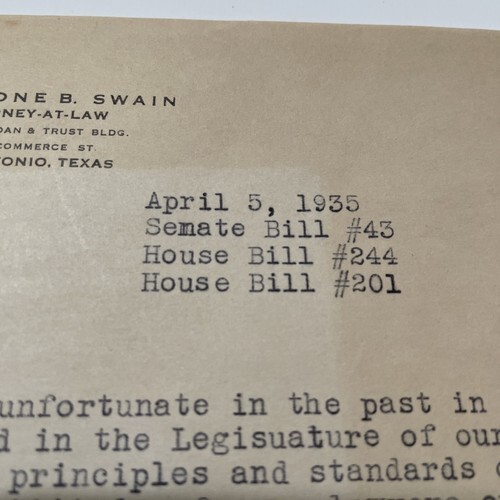 ONE B. SWAIN
NEY-AT-LAW
OAN & TRUST BLDG.
COMMERCE ST.
TONIO, TEXAS
April 5, 1935
Semate Bill #43
House Bill #244
House Bill #201
unfortunate in the past in
d in the Legisuature of our
principles and standards o